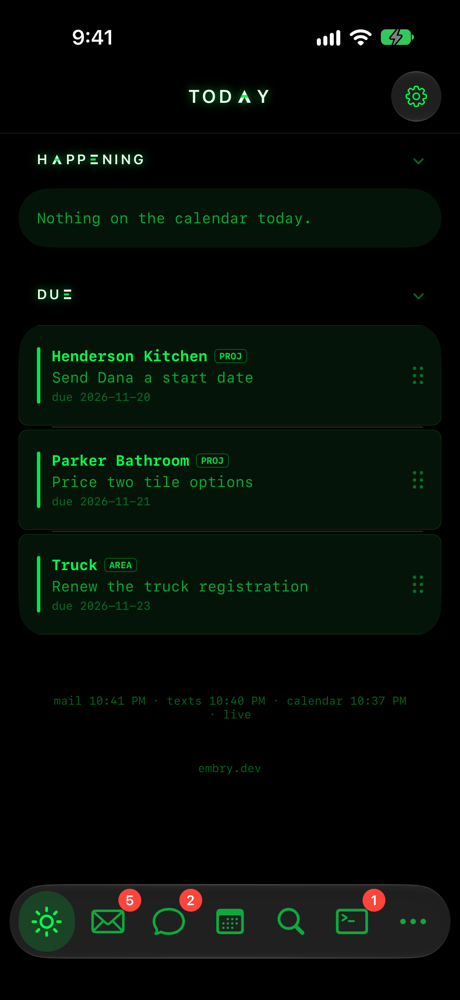 9:41
TODAY
HAPPENING
Nothing on the calendar today.
DUE
Henderson Kitchen PROJ
Send Dana a start date
due 2026-11-20
Parker Bathroom PROJ
Price two tile options
due 2026-11-21
Truck AREA
Renew the truck registration
due 2026-11-23
mail 10:41 PM · texts 10:40 PM · calendar 10:37 PM
· live
embry.dev
5 2 1